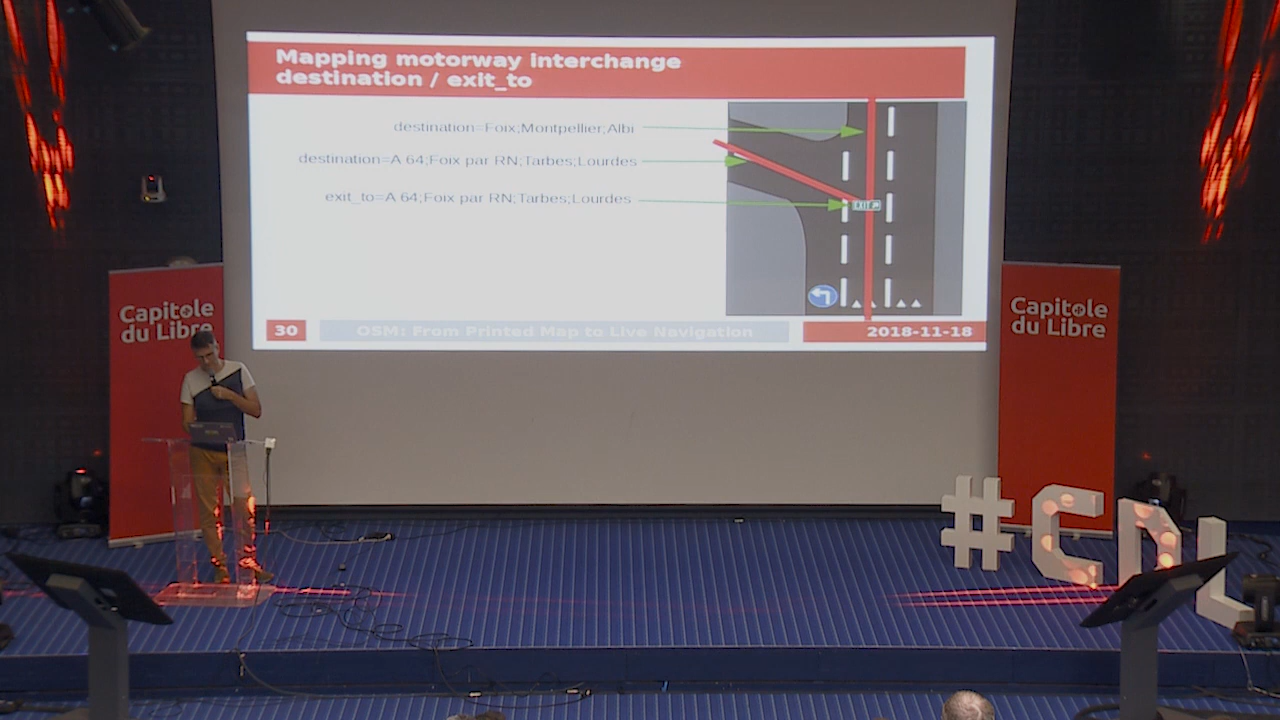 Mapping motorway interchange
destination / exit_to
destination=Foix;Montpellier;Albi
destination=A 64;Foix par RN;Tarbes;Lourdes
exit_to=A 64;Foix par RN;Tarbes;Lourdes
EXIT
30
OSM: From Printed Map to Live Navigation
2018-11-18
Capitole
du Libre
Capitole
du Libre
#CDL